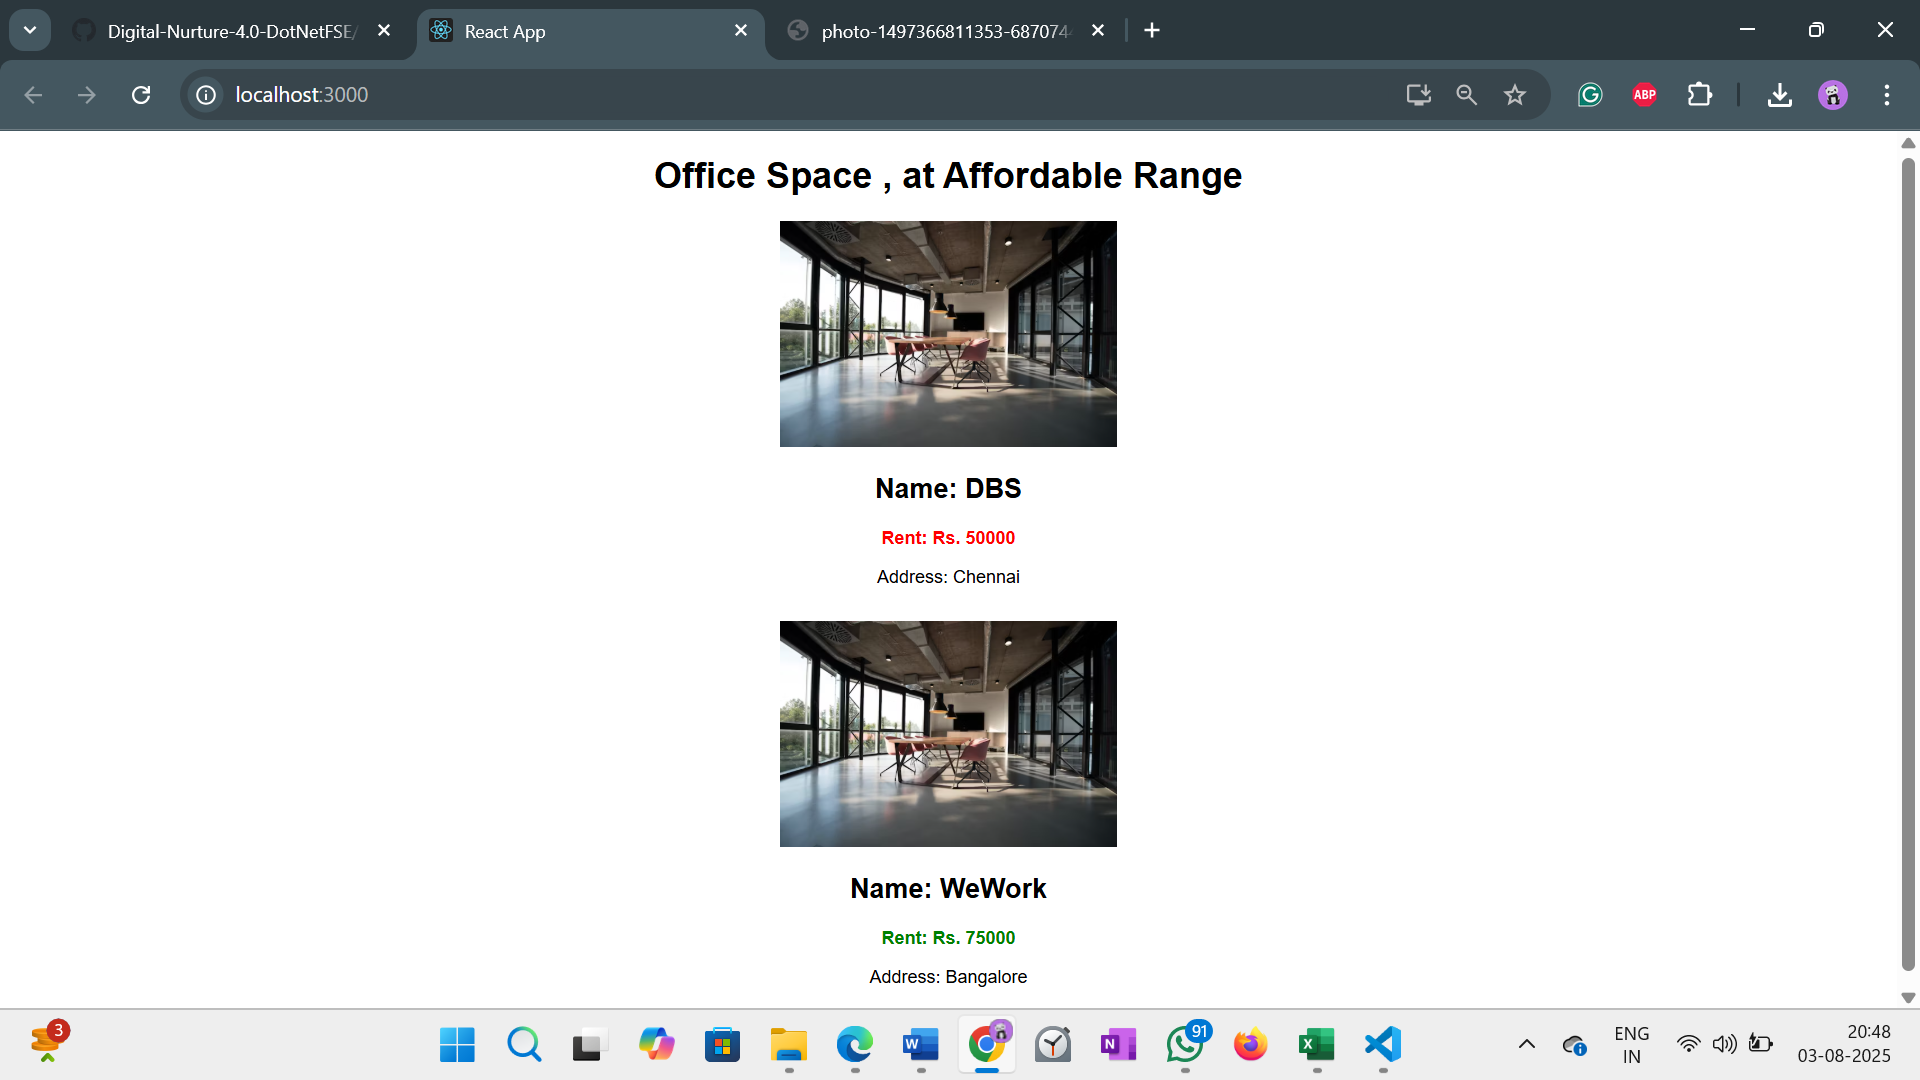 Digital-Nurture-4.0-DotNetFSE/
React App
photo-1497366811353-687074
localhost:3000
ABP
Office Space , at Affordable Range
Name: DBS
Rent: Rs. 50000
Address: Chennai
Name: WeWork
Rent: Rs. 75000
Address: Bangalore
3
W
N
91
X
ENG
IN
20:48
03-08-2025